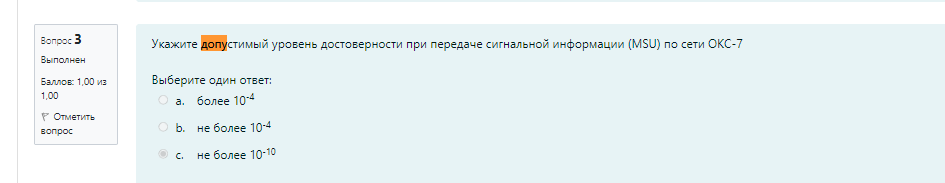 Вопрос 3
Выполнен
Баллов: 1,00 из
1,00
Отметить
вопрос
Укажите допустимый уровень достоверности при передаче сигнальной информации (MSU) по сети ОКС-7
Выберите один ответ:
a. более 10⁻⁴
b. не более 10⁻⁴
c. не более 10⁻¹⁰